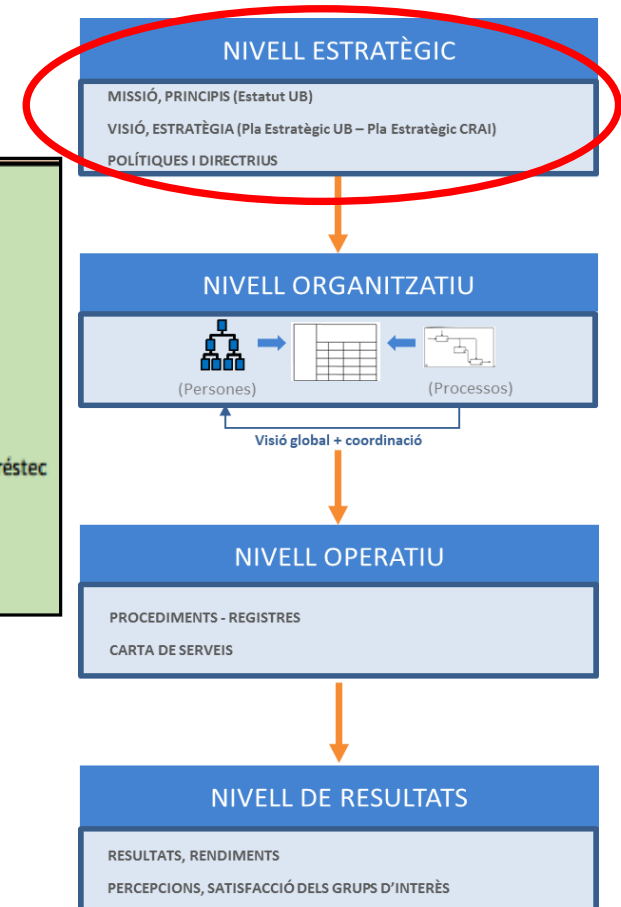 NIVELL ESTRATÈGIC
MISSIÓ, PRINCIPIS (Estatut UB)
VISIÓ, ESTRATÈGIA (Pla Estratègic UB – Pla Estratègic CRAI)
POLÍTIQUES I DIRECTRIUS
NIVELL ORGANITZATIU
(Persones)
(Processos)
Visió global + coordinació
réstec
NIVELL OPERATIU
PROCEDIMENTS - REGISTRES
CARTA DE SERVEIS
NIVELL DE RESULTATS
RESULTATS, RENDIMENTS
PERCEPCIONS, SATISFACCIÓ DELS GRUPS D'INTERÈS